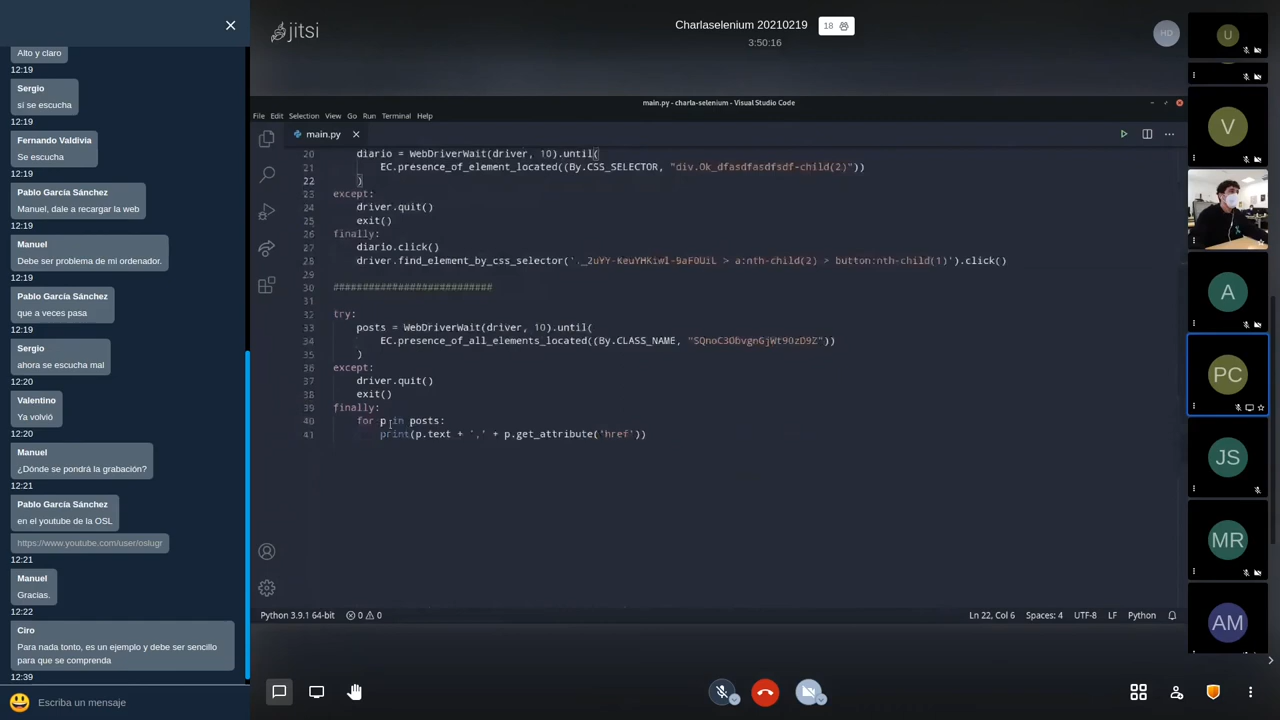 Alto y claro
12:19
Sergio
sí se escucha
12:19
Fernando Valdivia
Se escucha
12:19
Pablo García Sánchez
Manuel, dale a recargar la web
12:19
Manuel
Debe ser problema de mi ordenador.
12:19
Pablo García Sánchez
que a veces pasa
12:19
Sergio
ahora se escucha mal
12:20
Valentino
Ya volvió
12:20
Manuel
¿Dónde se pondrá la grabación?
12:21
Pablo García Sánchez
en el youtube de la OSL
https://www.youtube.com/user/oslugr
12:21
Manuel
Gracias.
12:22
Ciro
Para nada tonto, es un ejemplo y debe ser sencillo
para que se comprenda
12:39
Escriba un mensaje
jitsi
Charlaselenium 20210219
18
3:50:16
HD
main.py - charla-selenium - Visual Studio Code
File Edit Selection View Go Run Terminal Help
main.py
20 diario = WebDriverWait(driver, 10).until(
21 EC.presence_of_element_located((By.CSS_SELECTOR, "div.Ok_dfasdfasdfsdf-child(2)"))
22 )
23 except:
24 driver.quit()
25 exit()
26 finally:
27 diario.click()
28 driver.find_element_by_css_selector('._2uYY-KeuYHKiwl-9aF0UiL > a:nth-child(2) > button:nth-child(1)').click()
29
30 ###########################
31
32 try:
33 posts = WebDriverWait(driver, 10).until(
34 EC.presence_of_all_elements_located((By.CLASS_NAME, "SQnoC3ObvgnGjWt90zD9Z"))
35 )
36 except:
37 driver.quit()
38 exit()
39 finally:
40 for p in posts:
41 print(p.text + ',' + p.get_attribute('href'))
Python 3.9.1 64-bit 0 0
Ln 22, Col 6 Spaces: 4 UTF-8 LF Python
U
V
A
PC
JS
MR
AM